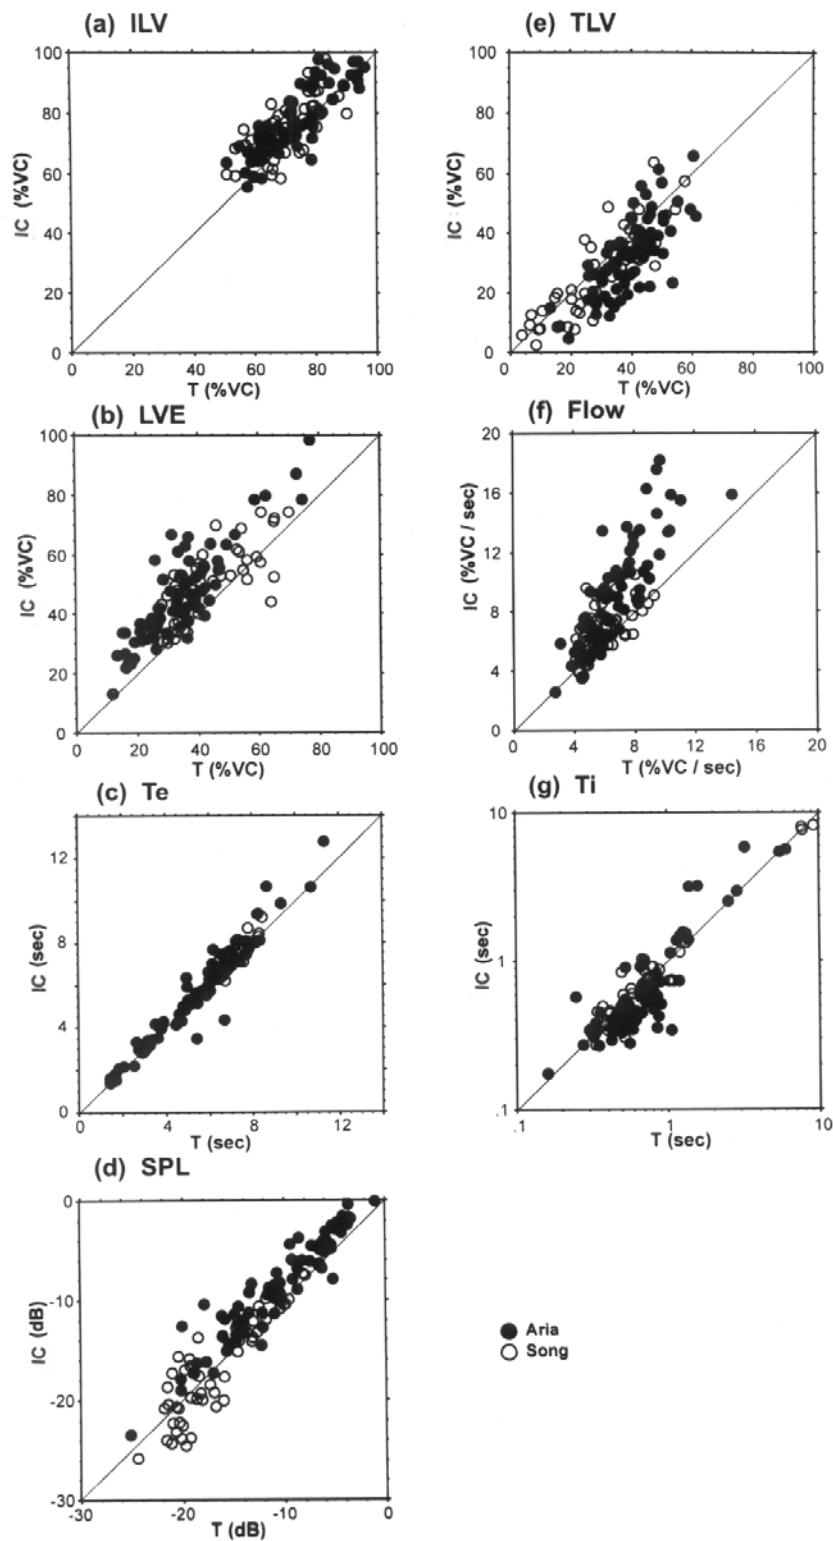 (a) ILV
100
80
60
40
20
0
IC (%VC)
0 20 40 60 80 100
T (%VC)
(e) TLV
100
80
60
40
20
0
IC (%VC)
0 20 40 60 80 100
T (%VC)
(b) LVE
100
80
60
40
20
0
IC (%VC)
0 20 40 60 80 100
T (%VC)
(f) Flow
20
16
12
8
4
0
IC (%VC / sec)
0 4 8 12 16 20
T (%VC / sec)
(c) Te
12
8
4
0
IC (sec)
0 4 8 12
T (sec)
(g) Ti
10
1
.1
IC (sec)
.1 1 10
T (sec)
(d) SPL
0
-10
-20
-30
IC (dB)
-30 -20 -10 0
T (dB)
Aria
Song